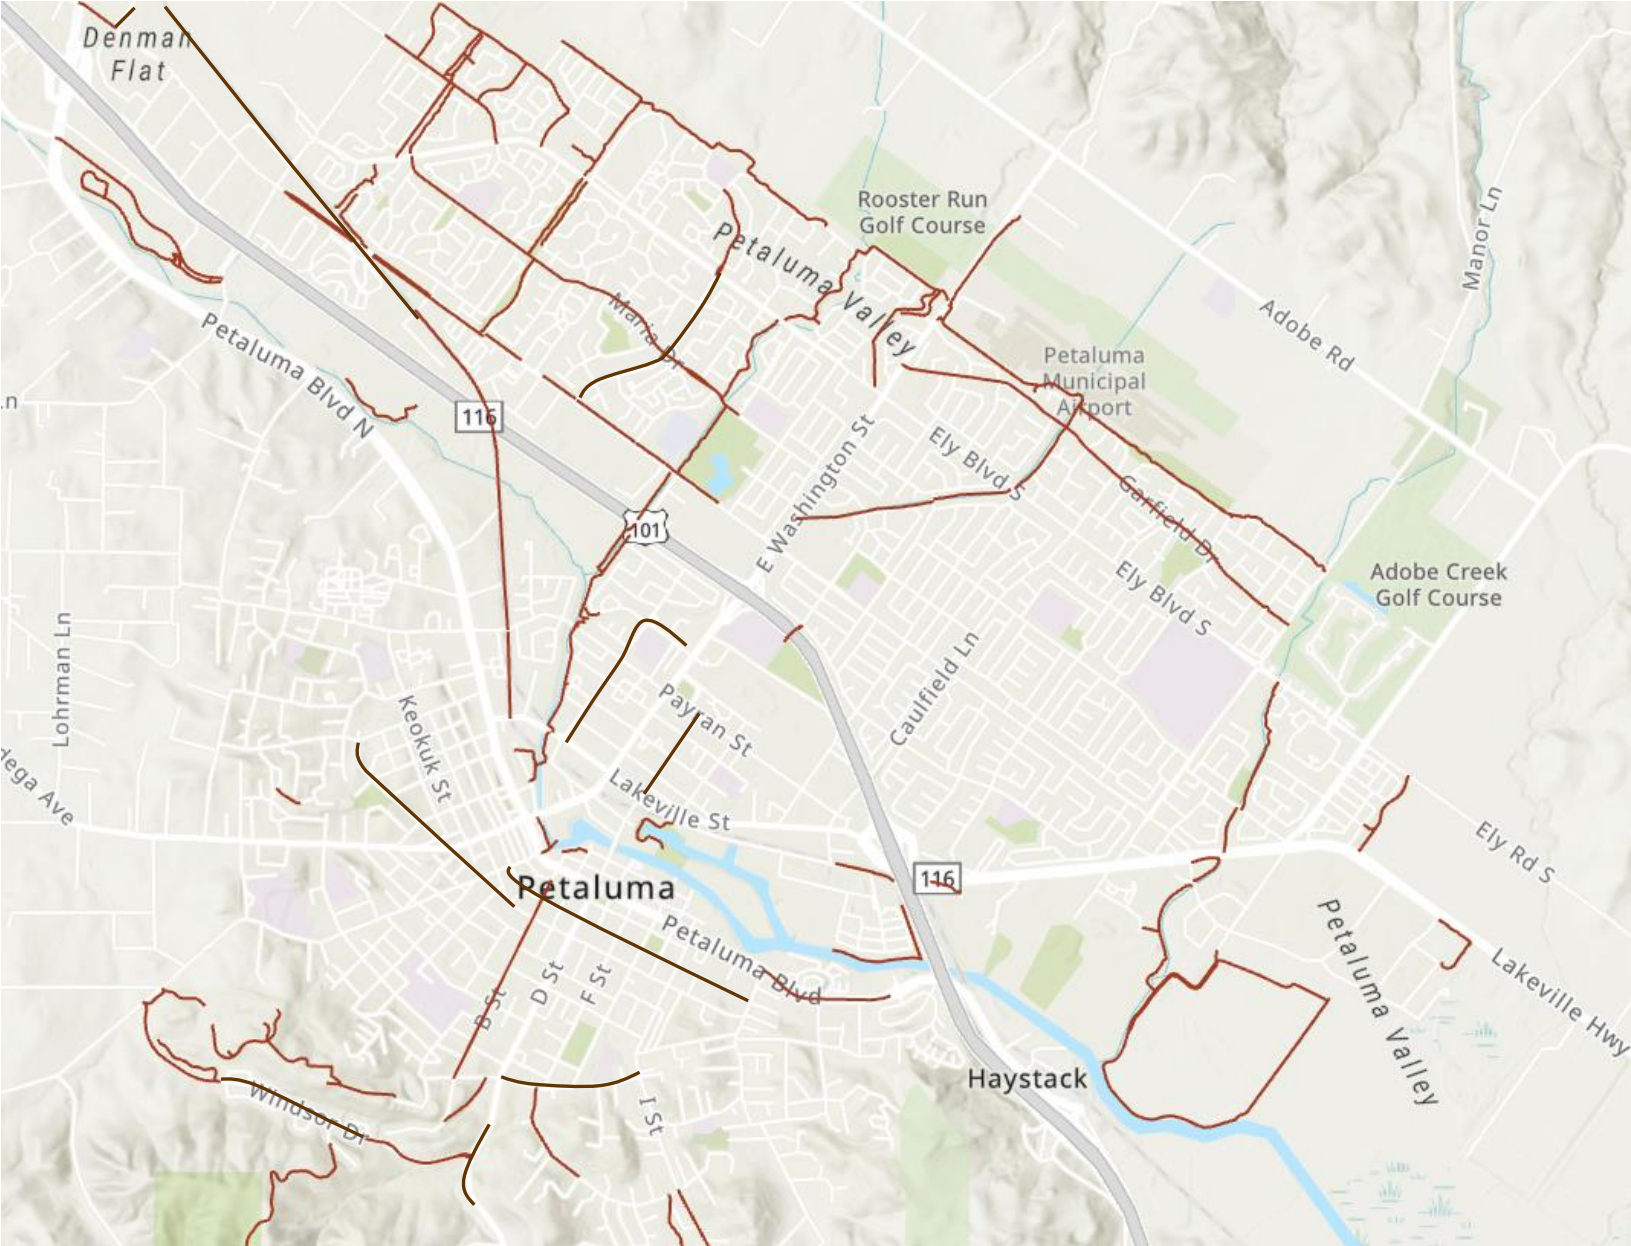 Denman
Flat
Rooster Run
Golf Course
Petaluma Valley
Manor Ln
Adobe Rd
Petaluma Blvd N
Maria Dr
Petaluma
Municipal
Airport
116
Ely Blvd S
E Washington St
Garfield Dr
101
Ely Blvd S
Adobe Creek
Golf Course
Lohrman Ln
Caulfield Ln
Keokuk St
Payran St
Lakeville St
dega Ave
Ely Rd S
116
Petaluma
Petaluma Blvd
Petaluma Valley
Lakeville Hwy
B St
D St
F St
Haystack
Windsor Dr
I St